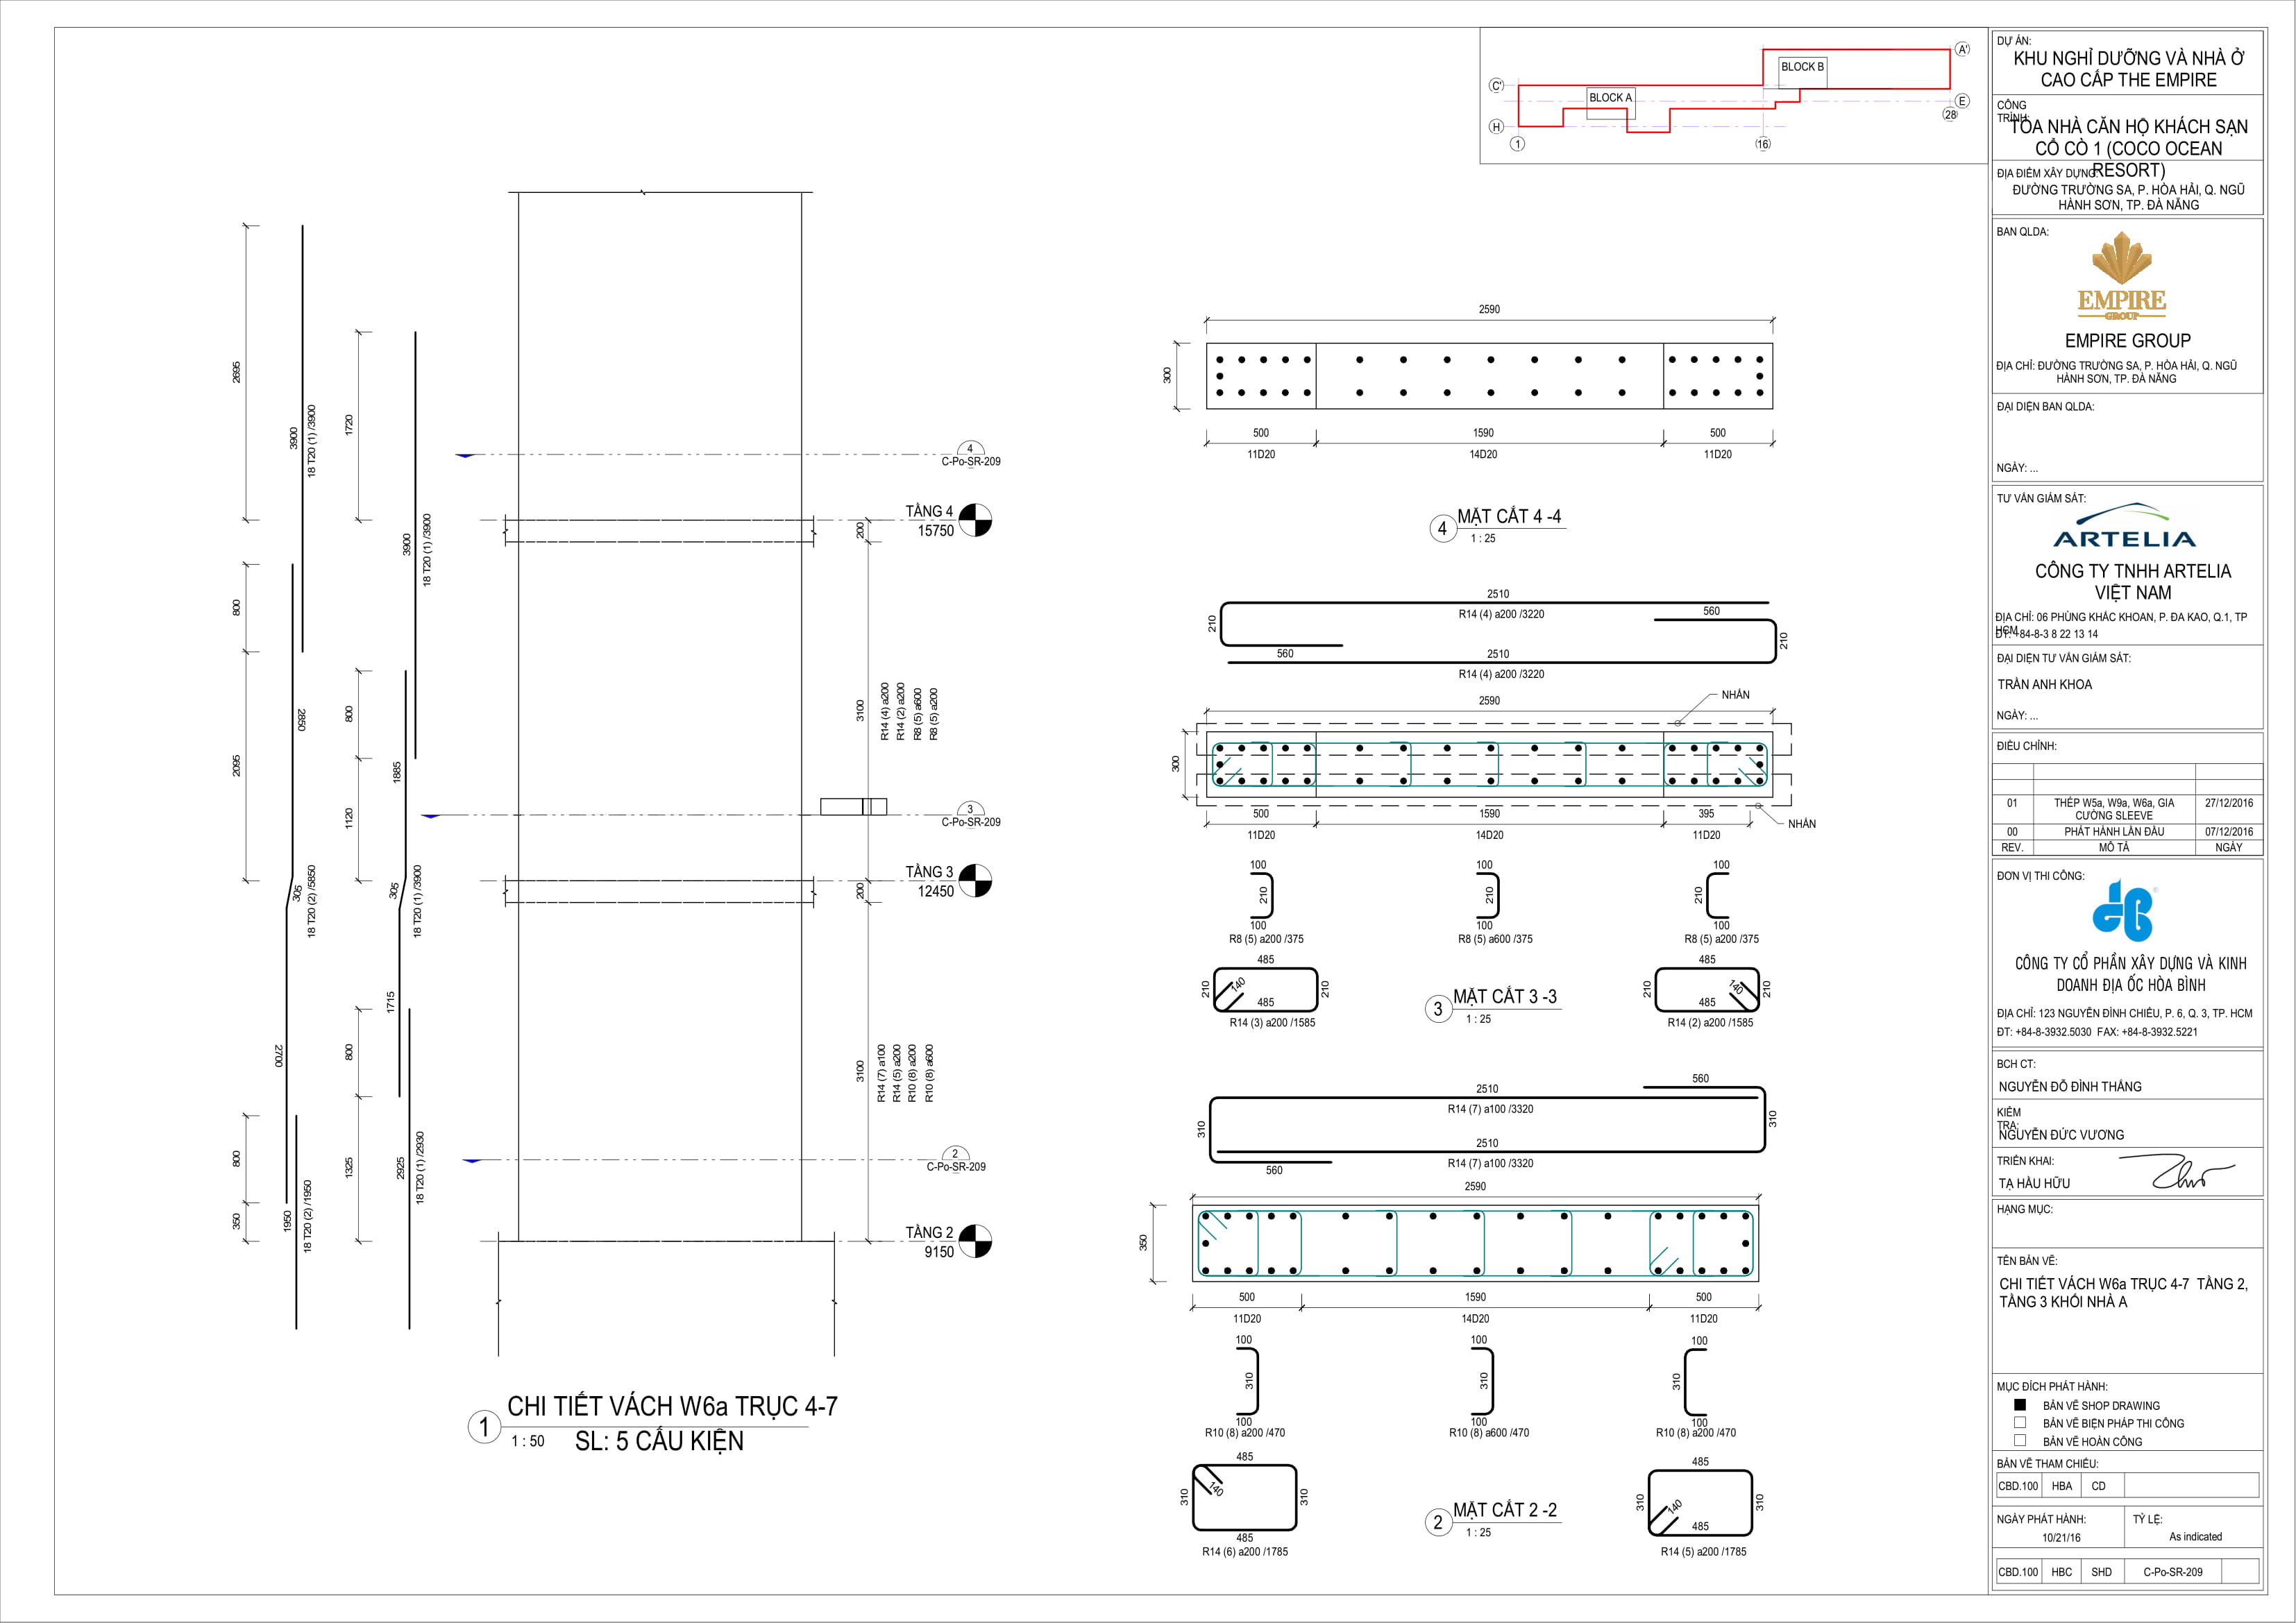 BLOCK B
BLOCK A
A'
C'
E
H
28
1
16
2695
3900
18 T20 (1) /3900
1720
3900
18 T20 (1) /3900
800
2095
2850
305
18 T20 (2) /5850
2700
800
1120
1885
305
18 T20 (1) /3900
1715
800
1325
800
350
1950
18 T20 (2) /1950
2925
18 T20 (1) /2930
4
C-Po-SR-209
TẦNG 4
15750
200
3100
R14 (4) a200
R14 (2) a200
R8 (5) a600
R8 (5) a200
3
C-Po-SR-209
TẦNG 3
12450
200
3100
R14 (7) a100
R14 (5) a200
R10 (8) a200
R10 (8) a600
2
C-Po-SR-209
TẦNG 2
9150
1
CHI TIẾT VÁCH W6a TRỤC 4-7
1 : 50
SL: 5 CẤU KIỆN
2590
300
500
1590
500
11D20
14D20
11D20
4
MẶT CẮT 4 -4
1 : 25
2510
R14 (4) a200 /3220
560
210
210
560
2510
R14 (4) a200 /3220
2590
NHẤN
300
500
1590
395
11D20
14D20
11D20
NHẤN
100
100
100
210
210
210
100
100
100
R8 (5) a200 /375
R8 (5) a600 /375
R8 (5) a200 /375
485
485
210
140
210
210
140
210
485
485
R14 (3) a200 /1585
R14 (2) a200 /1585
3
MẶT CẮT 3 -3
1 : 25
560
2510
R14 (7) a100 /3320
310
310
2510
560
R14 (7) a100 /3320
2590
350
500
1590
500
11D20
14D20
11D20
100
100
100
310
310
310
100
100
100
R10 (8) a200 /470
R10 (8) a600 /470
R10 (8) a200 /470
485
485
310
140
310
310
140
310
485
485
R14 (6) a200 /1785
R14 (5) a200 /1785
2
MẶT CẮT 2 -2
1 : 25
DỰ ÁN:
KHU NGHỈ DƯỠNG VÀ NHÀ Ở
CAO CẤP THE EMPIRE
CÔNG
TRÌNH:
TÒA NHÀ CĂN HỘ KHÁCH SẠN
CỔ CÒ 1 (COCO OCEAN
RESORT)
ĐỊA ĐIỂM XÂY DỰNG:
ĐƯỜNG TRƯỜNG SA, P. HÒA HẢI, Q. NGŨ
HÀNH SƠN, TP. ĐÀ NẴNG
BAN QLDA:
EMPIRE
GROUP
EMPIRE GROUP
ĐỊA CHỈ: ĐƯỜNG TRƯỜNG SA, P. HÒA HẢI, Q. NGŨ
HÀNH SƠN, TP. ĐÀ NẴNG
ĐẠI DIỆN BAN QLDA:
NGÀY: ...
TƯ VẤN GIÁM SÁT:
ARTELIA
CÔNG TY TNHH ARTELIA
VIỆT NAM
ĐỊA CHỈ: 06 PHÙNG KHẮC KHOAN, P. ĐA KAO, Q.1, TP
HCM
ĐT: +84-8-3 8 22 13 14
ĐẠI DIỆN TƯ VẤN GIÁM SÁT:
TRẦN ANH KHOA
NGÀY: ...
ĐIỀU CHỈNH:
01 THÉP W5a, W9a, W6a, GIA CƯỜNG SLEEVE 27/12/2016
00 PHÁT HÀNH LẦN ĐẦU 07/12/2016
REV. MÔ TẢ NGÀY
ĐƠN VỊ THI CÔNG:
CÔNG TY CỔ PHẦN XÂY DỰNG VÀ KINH
DOANH ĐỊA ỐC HÒA BÌNH
ĐỊA CHỈ: 123 NGUYỄN ĐÌNH CHIỂU, P. 6, Q. 3, TP. HCM
ĐT: +84-8-3932.5030 FAX: +84-8-3932.5221
BCH CT:
NGUYỄN ĐỖ ĐÌNH THẮNG
KIỂM
TRA:
NGUYỄN ĐỨC VƯƠNG
TRIỂN KHAI:
TẠ HẦU HỮU
HẠNG MỤC:
TÊN BẢN VẼ:
CHI TIẾT VÁCH W6a TRỤC 4-7 TẦNG 2,
TẦNG 3 KHỐI NHÀ A
MỤC ĐÍCH PHÁT HÀNH:
BẢN VẼ SHOP DRAWING
BẢN VẼ BIỆN PHÁP THI CÔNG
BẢN VẼ HOÀN CÔNG
BẢN VẼ THAM CHIẾU:
CBD.100 HBA CD
NGÀY PHÁT HÀNH:
TỶ LỆ:
10/21/16
As indicated
CBD.100 HBC SHD C-Po-SR-209